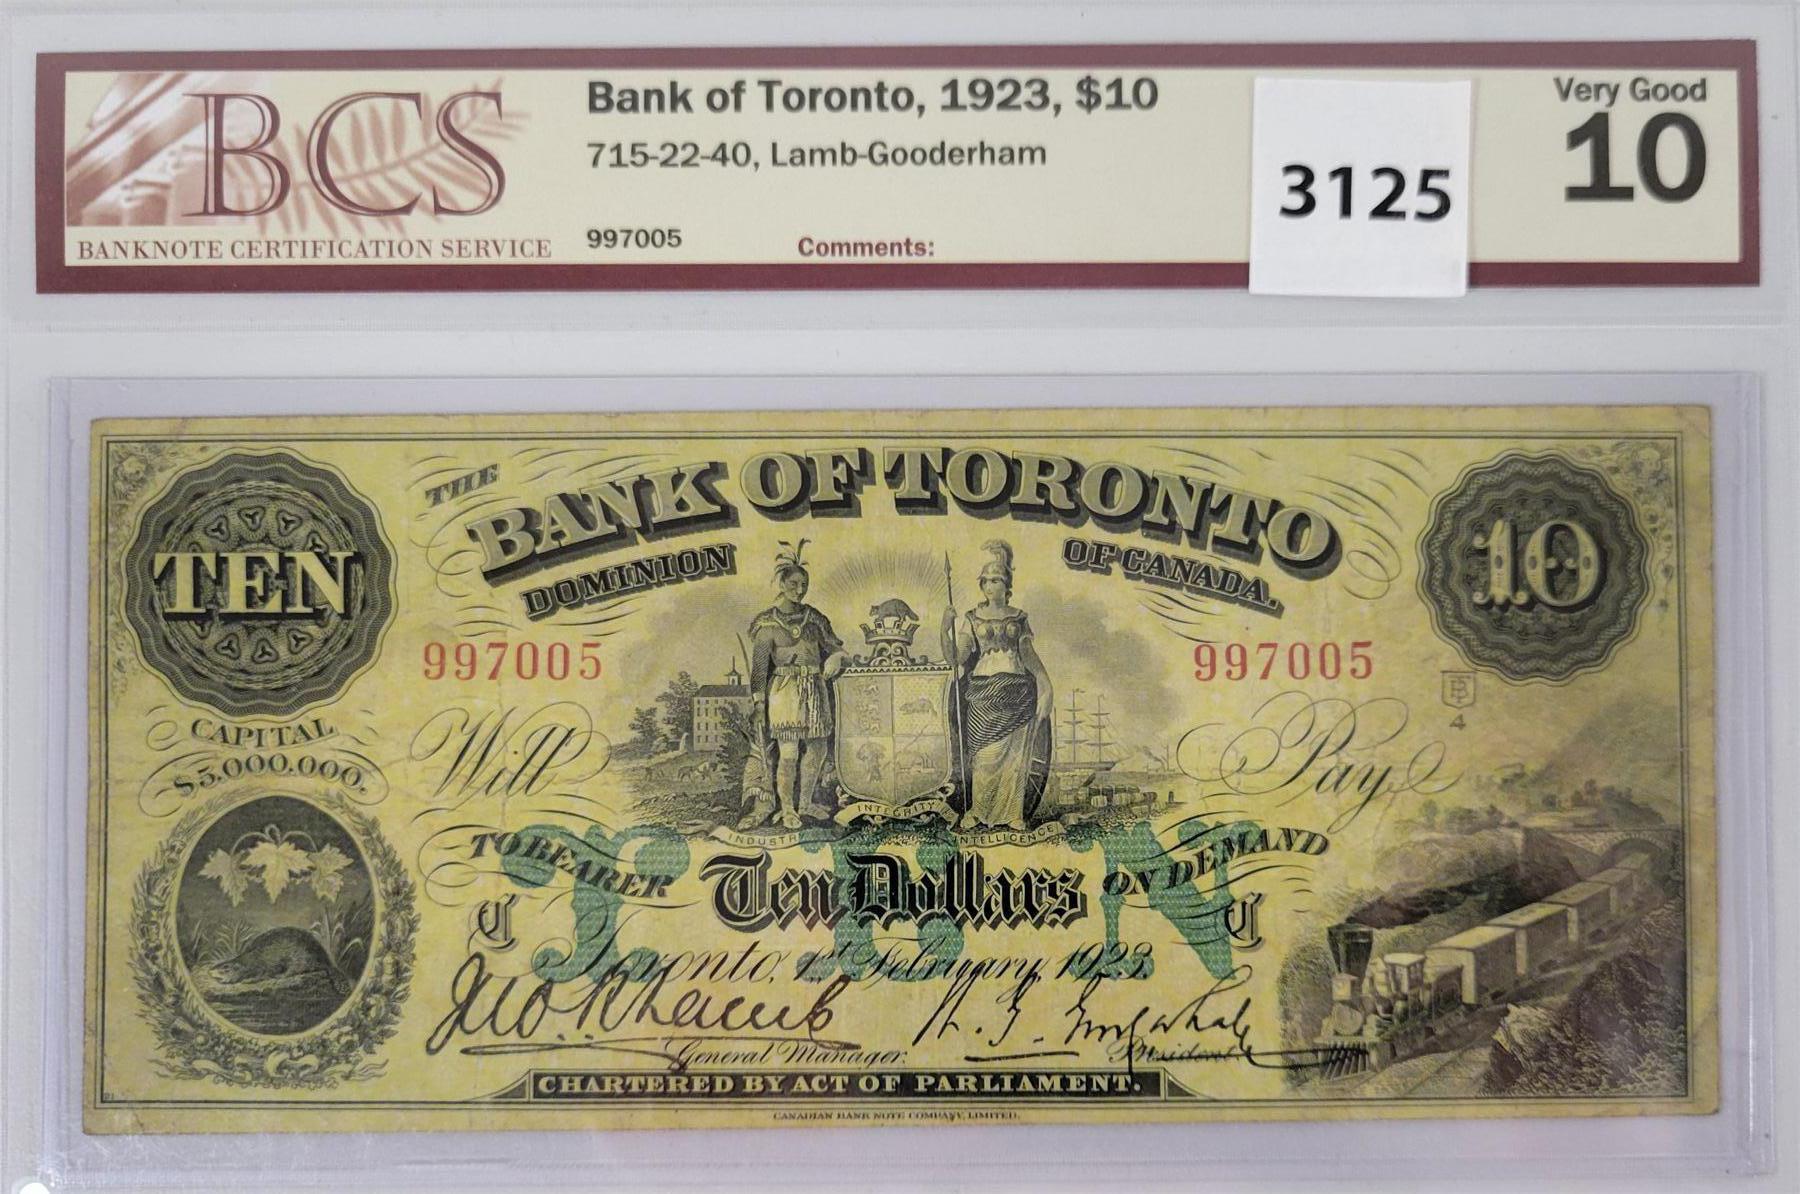 BCS
BANKNOTE CERTIFICATION SERVICE
Bank of Toronto, 1923, $10
715-22-40, Lamb-Gooderham
997005
Comments:
3125
Very Good
10
THE
BANK OF TORONTO
DOMINION OF CANADA.
TEN
10
997005
997005
4
CAPITAL
$5,000,000.
Will Pay
INTEGRITY
INDUSTRY
INTELLIGENCE
TEN
TO BEARER Ten Dollars ON DEMAND
Toronto, 1st February, 1923.
General Manager.
President
CHARTERED BY ACT OF PARLIAMENT.
CANADIAN BANK NOTE COMPANY, LIMITED.